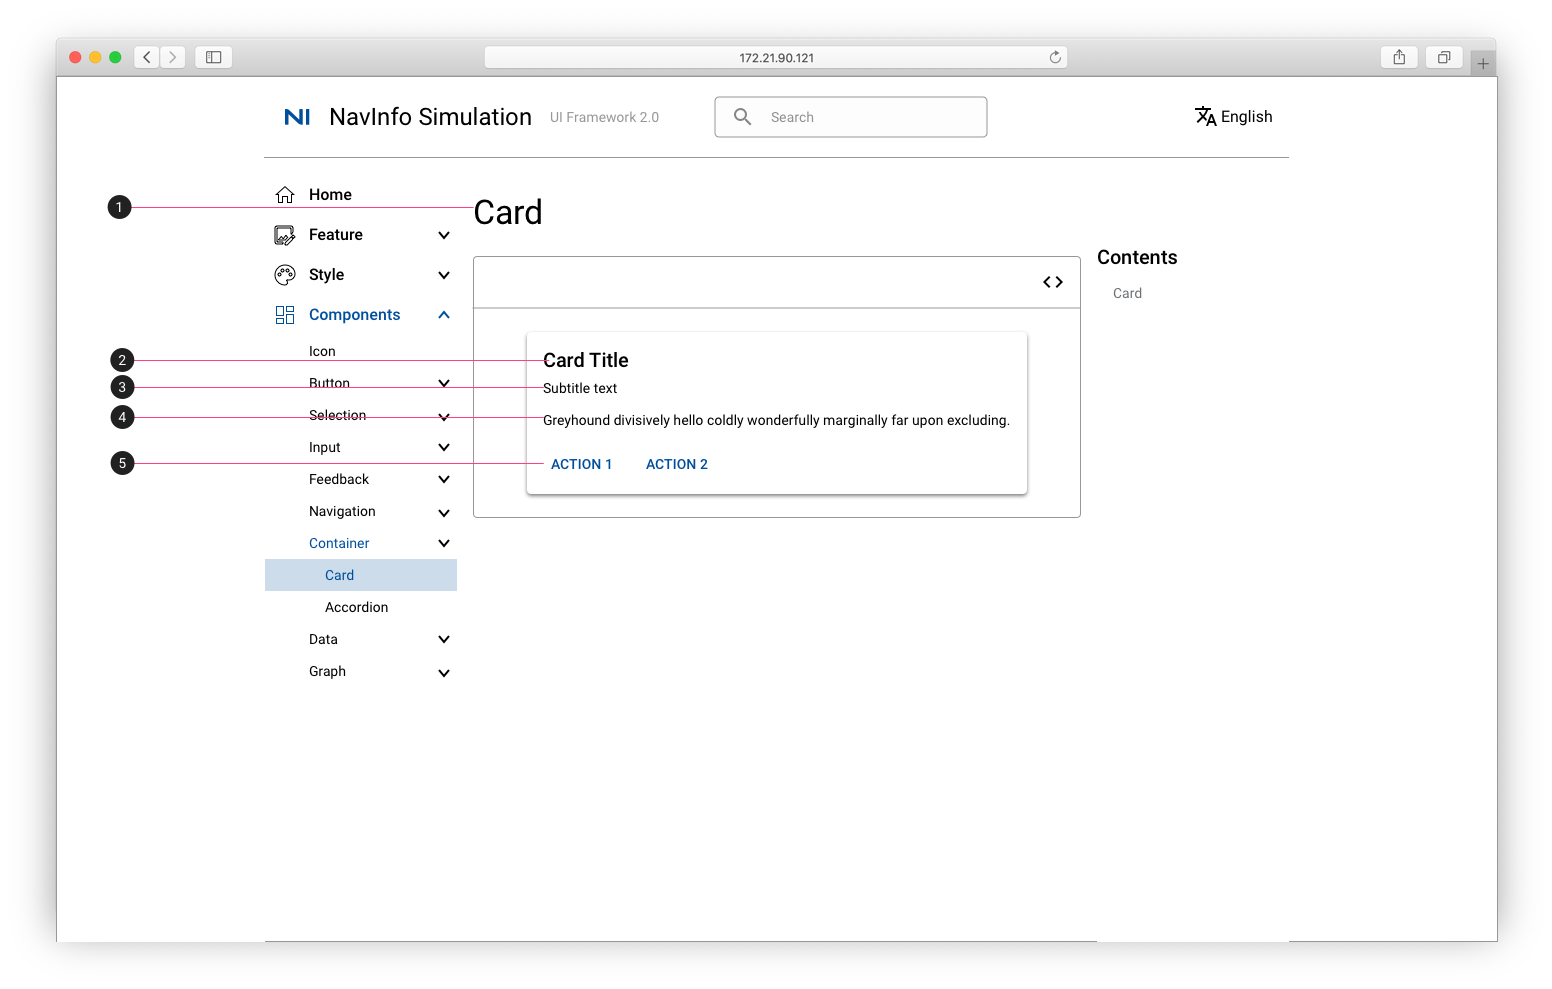 172.21.90.121
NI NavInfo Simulation UI Framework 2.0 Search English
1
Home
Feature
Style
Components
Icon
Button
Selection
Input
Feedback
Navigation
Container
Card
Accordion
Data
Graph
Card
2 Card Title
3 Subtitle text
4 Greyhound divisively hello coldly wonderfully marginally far upon excluding.
5 ACTION 1 ACTION 2
Contents
Card